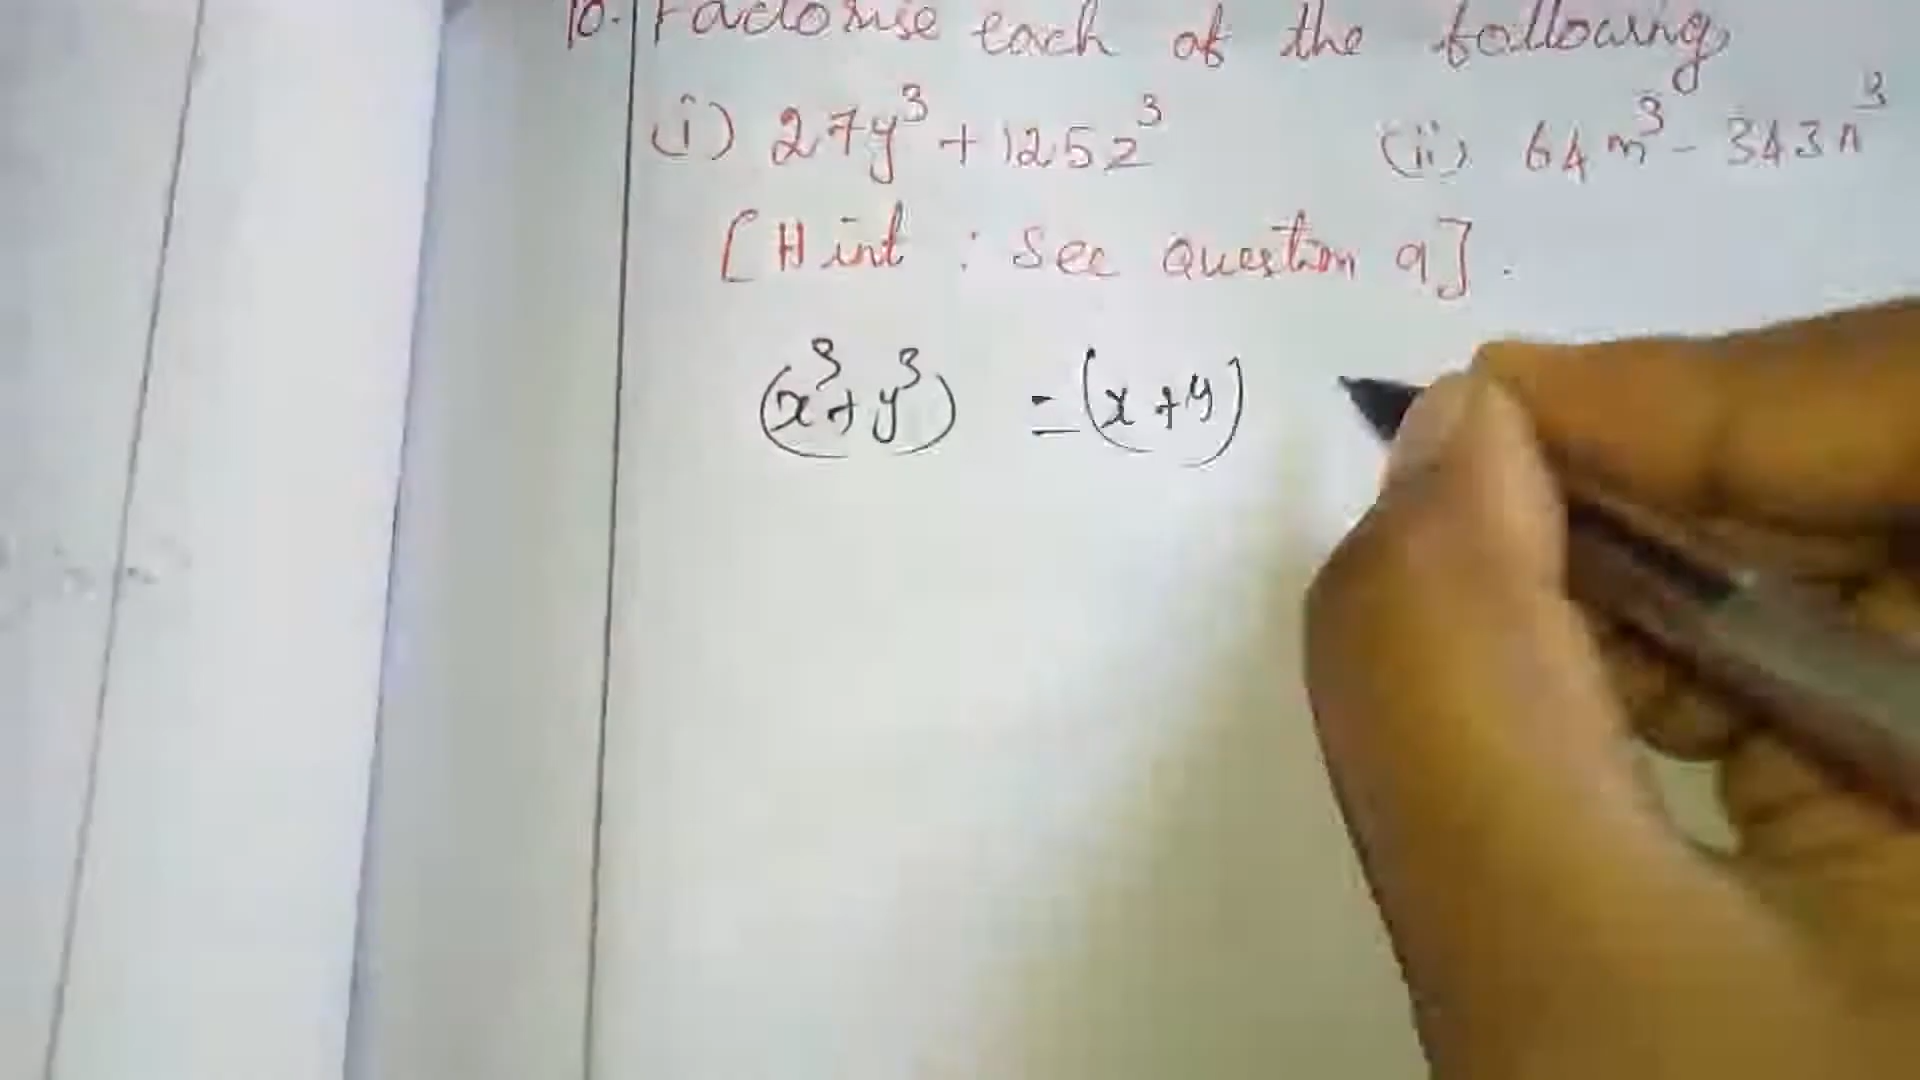 10. Factorise each of the following
(i) 27y³ + 125z³ (ii) 64m³ - 343n³
[Hint : See Question 9].
(x³ + y³) = (x + y)